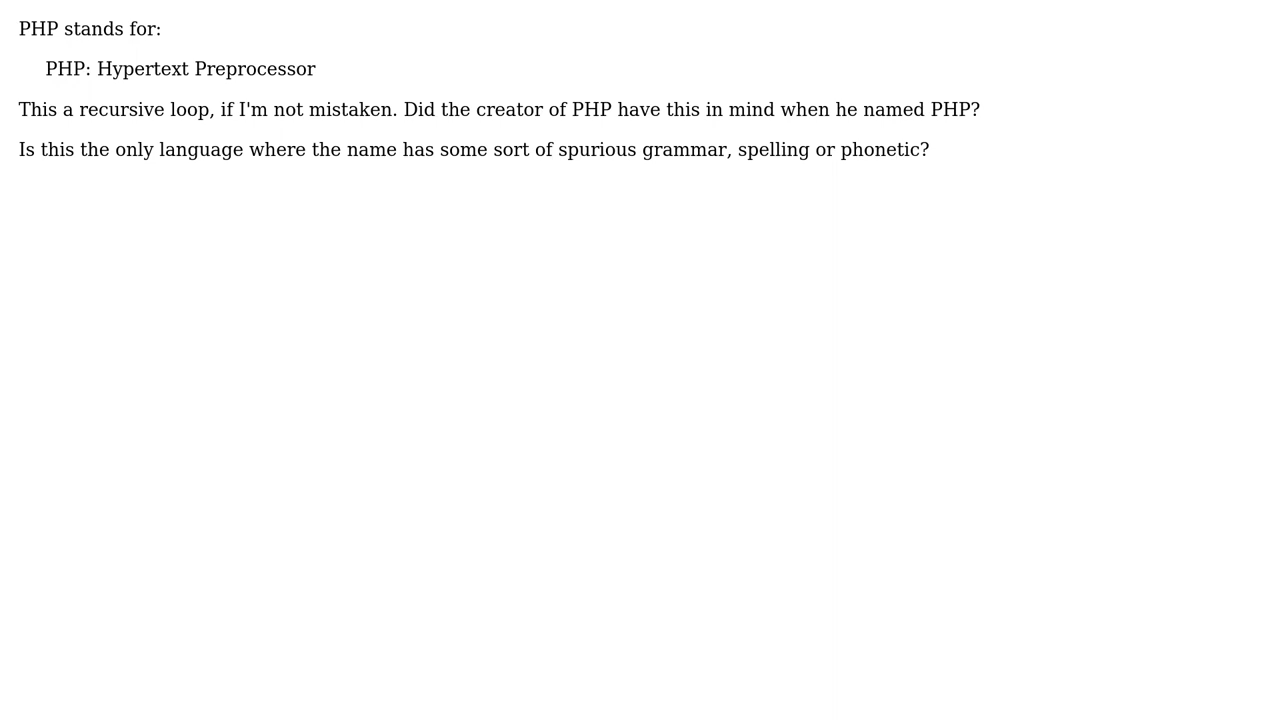 PHP stands for:
PHP: Hypertext Preprocessor
This a recursive loop, if I'm not mistaken. Did the creator of PHP have this in mind when he named PHP?
Is this the only language where the name has some sort of spurious grammar, spelling or phonetic?